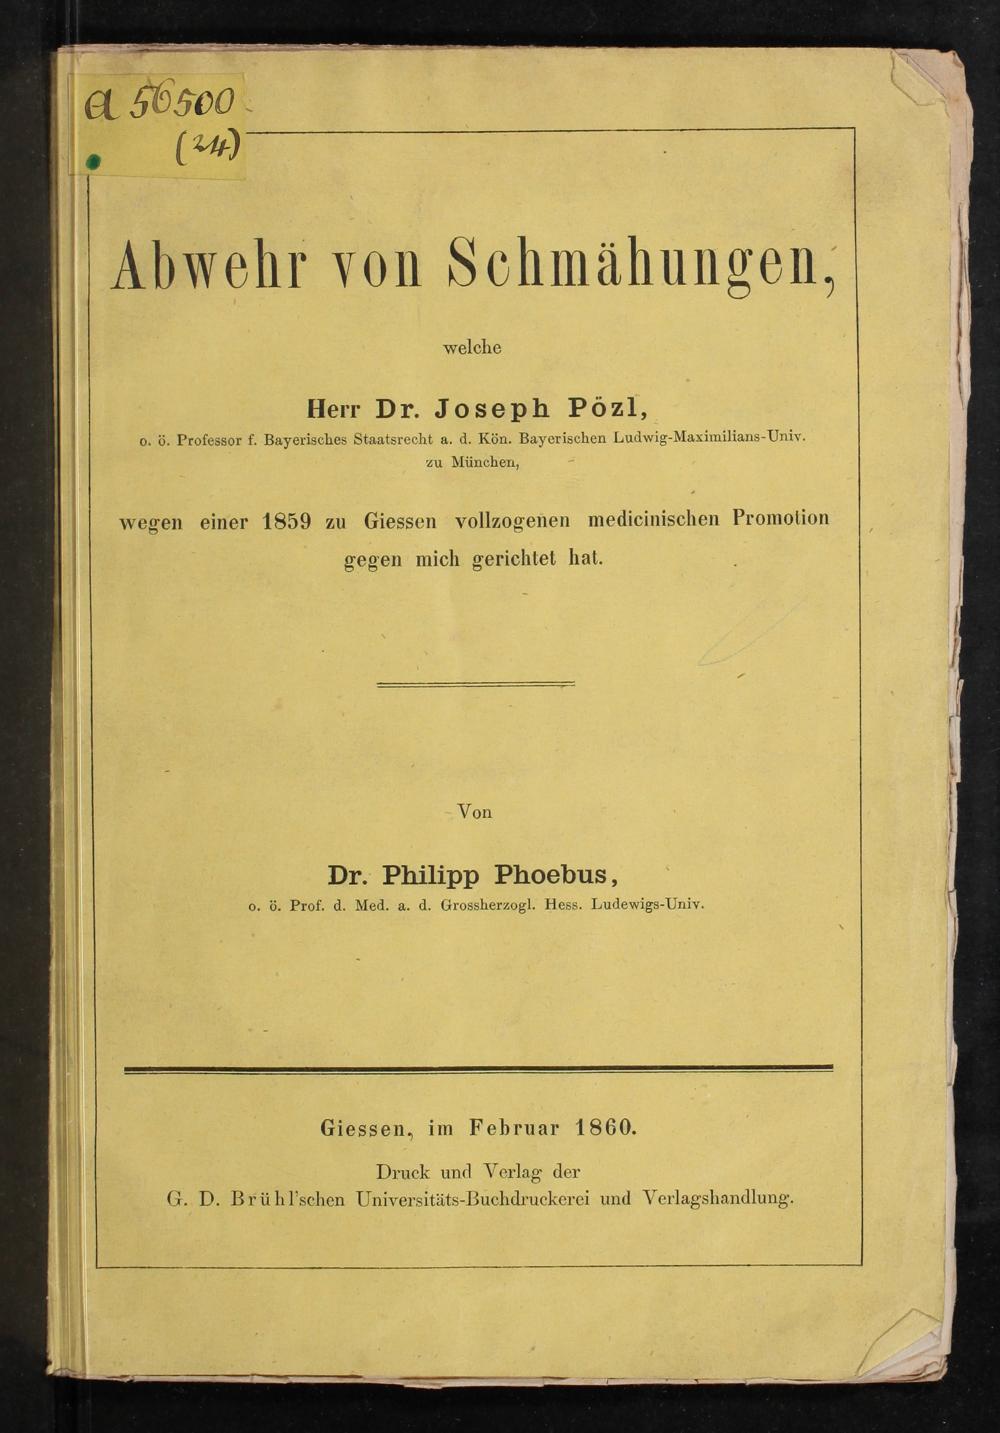 a 56500
(24)
Abwehr von Schmähungen,
welche
Herr Dr. Joseph Pözl,
o. ö. Professor f. Bayerisches Staatsrecht a. d. Kön. Bayerischen Ludwig-Maximilians-Univ.
zu München,
wegen einer 1859 zu Giessen vollzogenen medicinischen Promotion
gegen mich gerichtet hat.
Von
Dr. Philipp Phoebus,
o. ö. Prof. d. Med. a. d. Grossherzogl. Hess. Ludewigs-Univ.
Giessen, im Februar 1860.
Druck und Verlag der
G. D. Brühl'schen Universitäts-Buchdruckerei und Verlagshandlung.